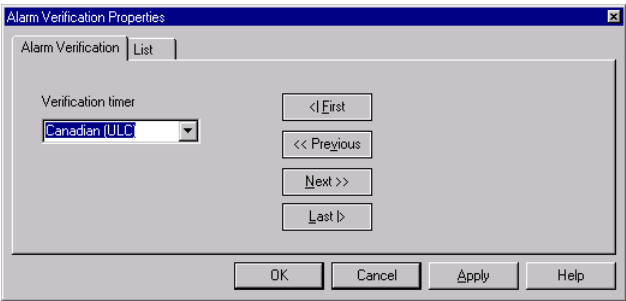 Alarm Verification Properties
Alarm Verification
List
Verification timer
Canadian (ULC)
<| First
<< Previous
Next >>
Last |>
OK
Cancel
Apply
Help